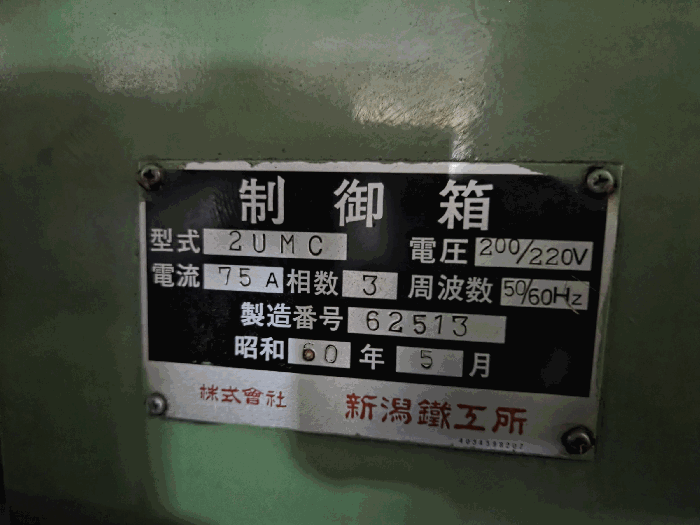 制御箱
型式 2UMC 電圧 200/220V
電流 75A 相数 3 周波数 50/60Hz
製造番号 62513
昭和 60 年 5 月
株式會社 新潟鐵工所